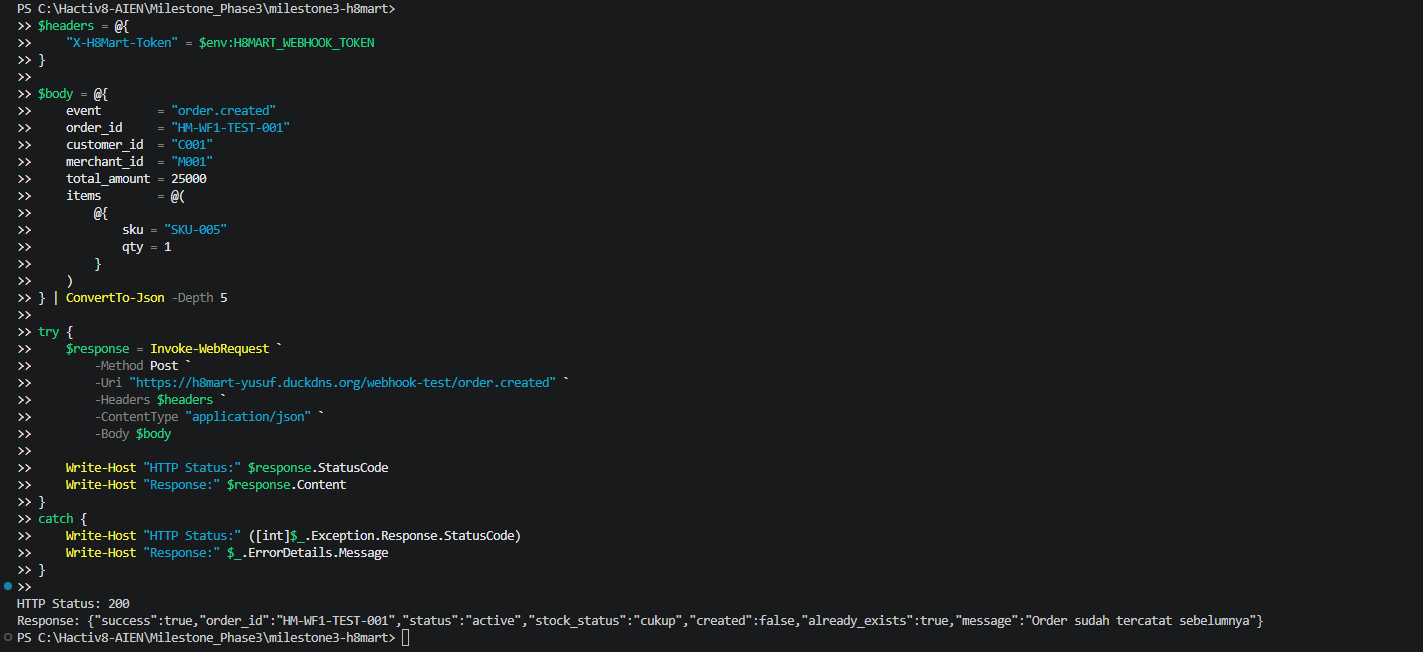 PS C:\Hactiv8-AIEN\Milestone_Phase3\milestone3-h8mart>
>> $headers = @{
>>     "X-H8Mart-Token" = $env:H8MART_WEBHOOK_TOKEN
>> }
>>
>> $body = @{
>>     event        = "order.created"
>>     order_id     = "HM-WF1-TEST-001"
>>     customer_id  = "C001"
>>     merchant_id  = "M001"
>>     total_amount = 25000
>>     items        = @(
>>         @{
>>             sku = "SKU-005"
>>             qty = 1
>>         }
>>     )
>> } | ConvertTo-Json -Depth 5
>>
>> try {
>>     $response = Invoke-WebRequest `
>>         -Method Post `
>>         -Uri "https://h8mart-yusuf.duckdns.org/webhook-test/order.created" `
>>         -Headers $headers `
>>         -ContentType "application/json" `
>>         -Body $body
>>
>>     Write-Host "HTTP Status:" $response.StatusCode
>>     Write-Host "Response:" $response.Content
>> }
>> catch {
>>     Write-Host "HTTP Status:" ([int]$_.Exception.Response.StatusCode)
>>     Write-Host "Response:" $_.ErrorDetails.Message
>> }
>>
HTTP Status: 200
Response: {"success":true,"order_id":"HM-WF1-TEST-001","status":"active","stock_status":"cukup","created":false,"already_exists":true,"message":"Order sudah tercatat sebelumnya"}
PS C:\Hactiv8-AIEN\Milestone_Phase3\milestone3-h8mart>